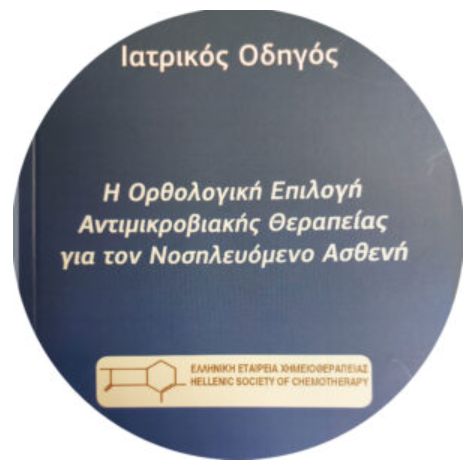 Ιατρικός Οδηγός
Η Ορθολογική Επιλογή
Αντιμικροβιακής Θεραπείας
για τον Νοσηλευόμενο Ασθενή
ΕΛΛΗΝΙΚΗ ΕΤΑΙΡΕΙΑ ΧΗΜΕΙΟΘΕΡΑΠΕΙΑΣ
HELLENIC SOCIETY OF CHEMOTHERAPY